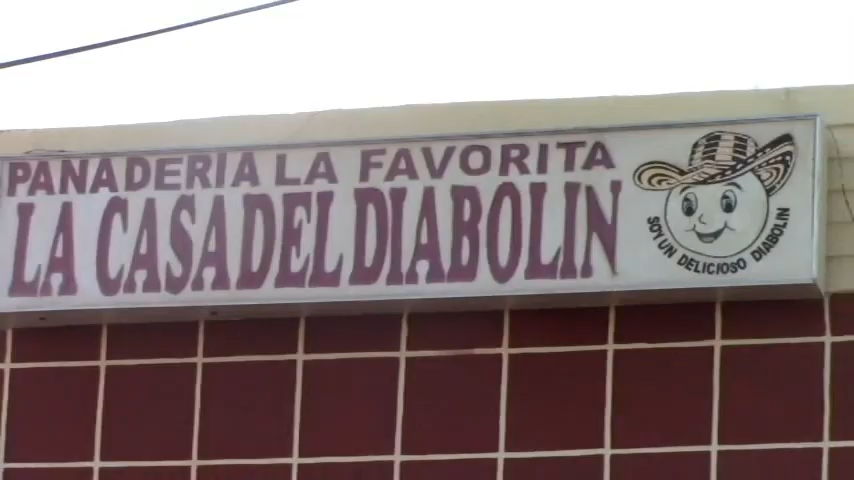 PANADERIA LA FAVORITA
LA CASA DEL DIABOLIN
SOY UN DELICIOSO DIABOLIN